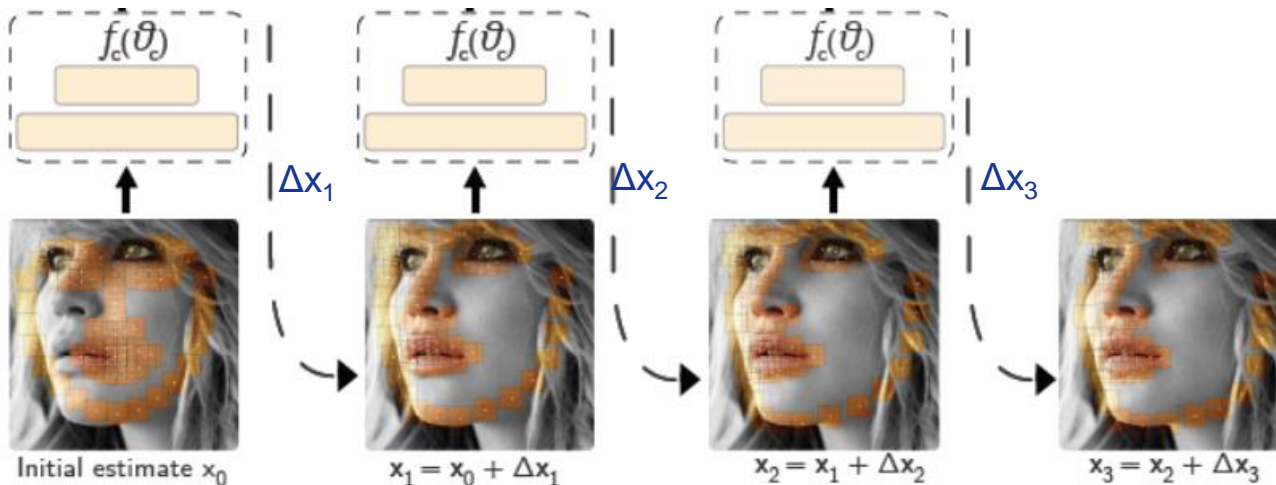 f_c(ϑ_c) f_c(ϑ_c) f_c(ϑ_c)
Δx₁ Δx₂ Δx₃
Initial estimate x₀ x₁ = x₀ + Δx₁ x₂ = x₁ + Δx₂ x₃ = x₂ + Δx₃